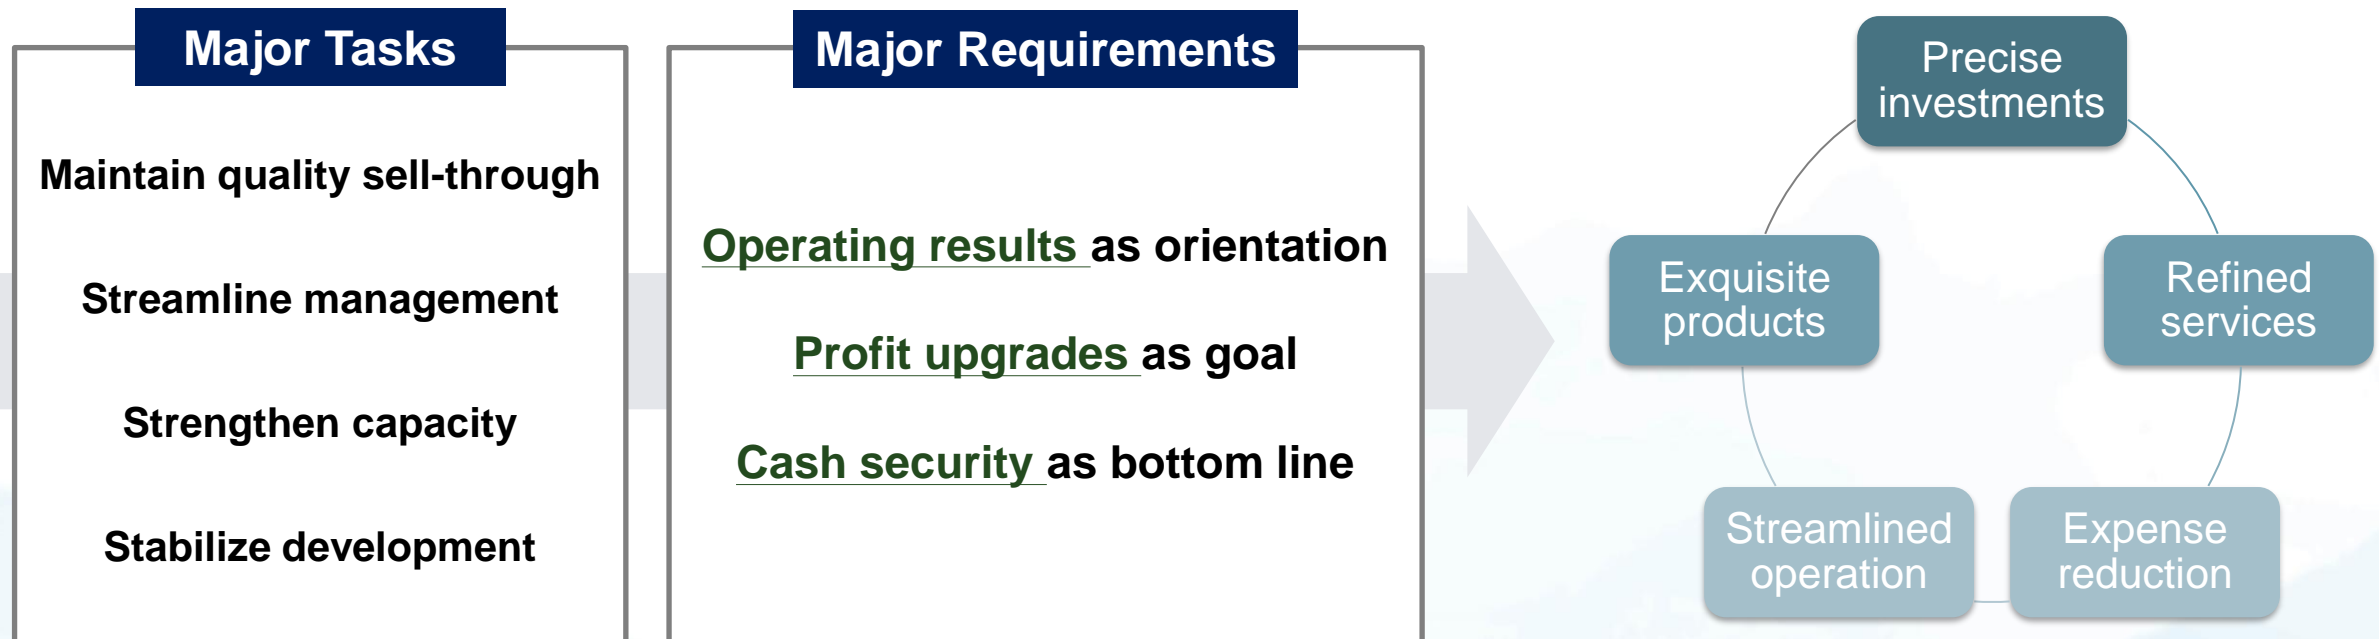 Major Tasks
Maintain quality sell-through
Streamline management
Strengthen capacity
Stabilize development
Major Requirements
Operating results as orientation
Profit upgrades as goal
Cash security as bottom line
Precise
investments
Exquisite
products
Refined
services
Streamlined
operation
Expense
reduction